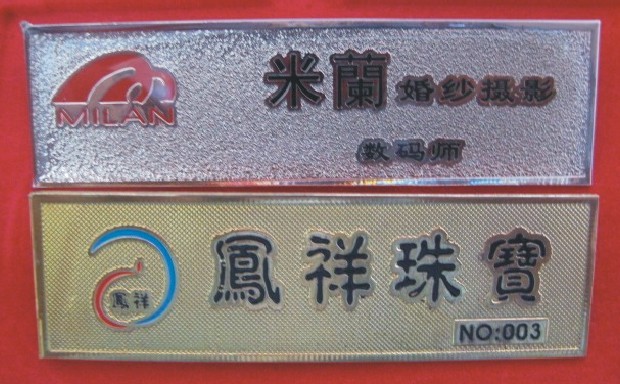 MILAN
米蘭 婚纱摄影
数码师
鳳祥
鳳祥珠寶
NO:003